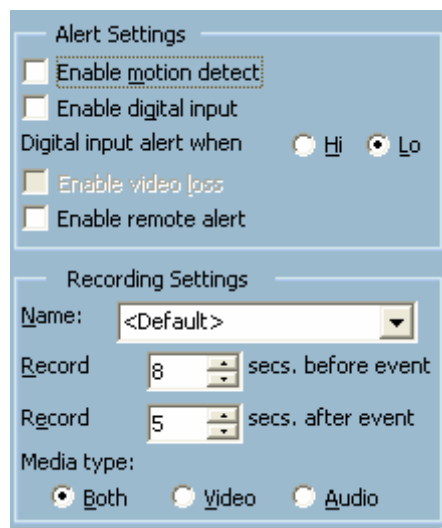 Alert Settings
Enable motion detect
Enable digital input
Digital input alert when Hi Lo
Enable video loss
Enable remote alert
Recording Settings
Name: <Default>
Record 8 secs. before event
Record 5 secs. after event
Media type:
Both Video Audio